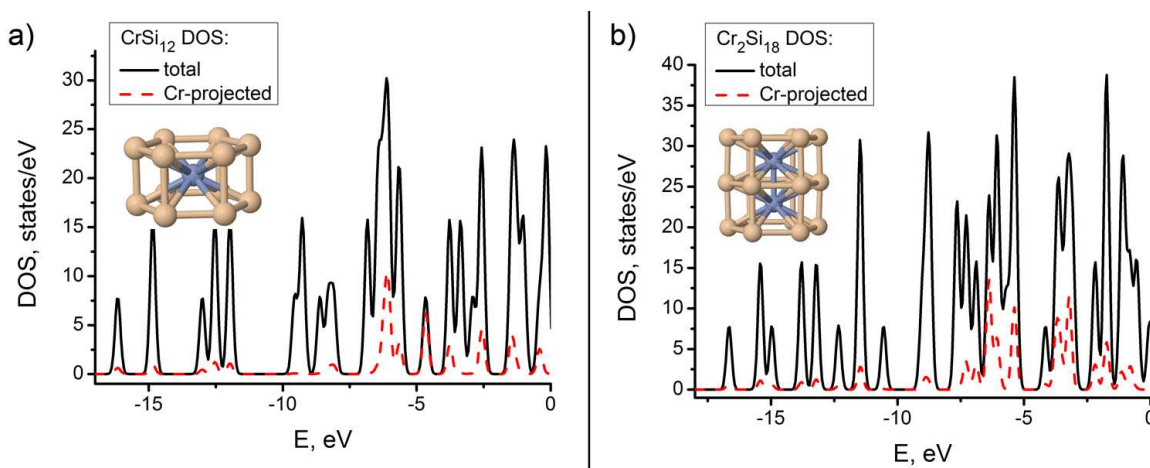 a)
CrSi12 DOS:
total
Cr-projected
DOS, states/eV
30
25
20
15
10
5
0
-15
-10
-5
0
E, eV
b)
Cr2Si18 DOS:
total
Cr-projected
DOS, states/eV
40
35
30
25
20
15
10
5
0
-15
-10
-5
0
E, eV